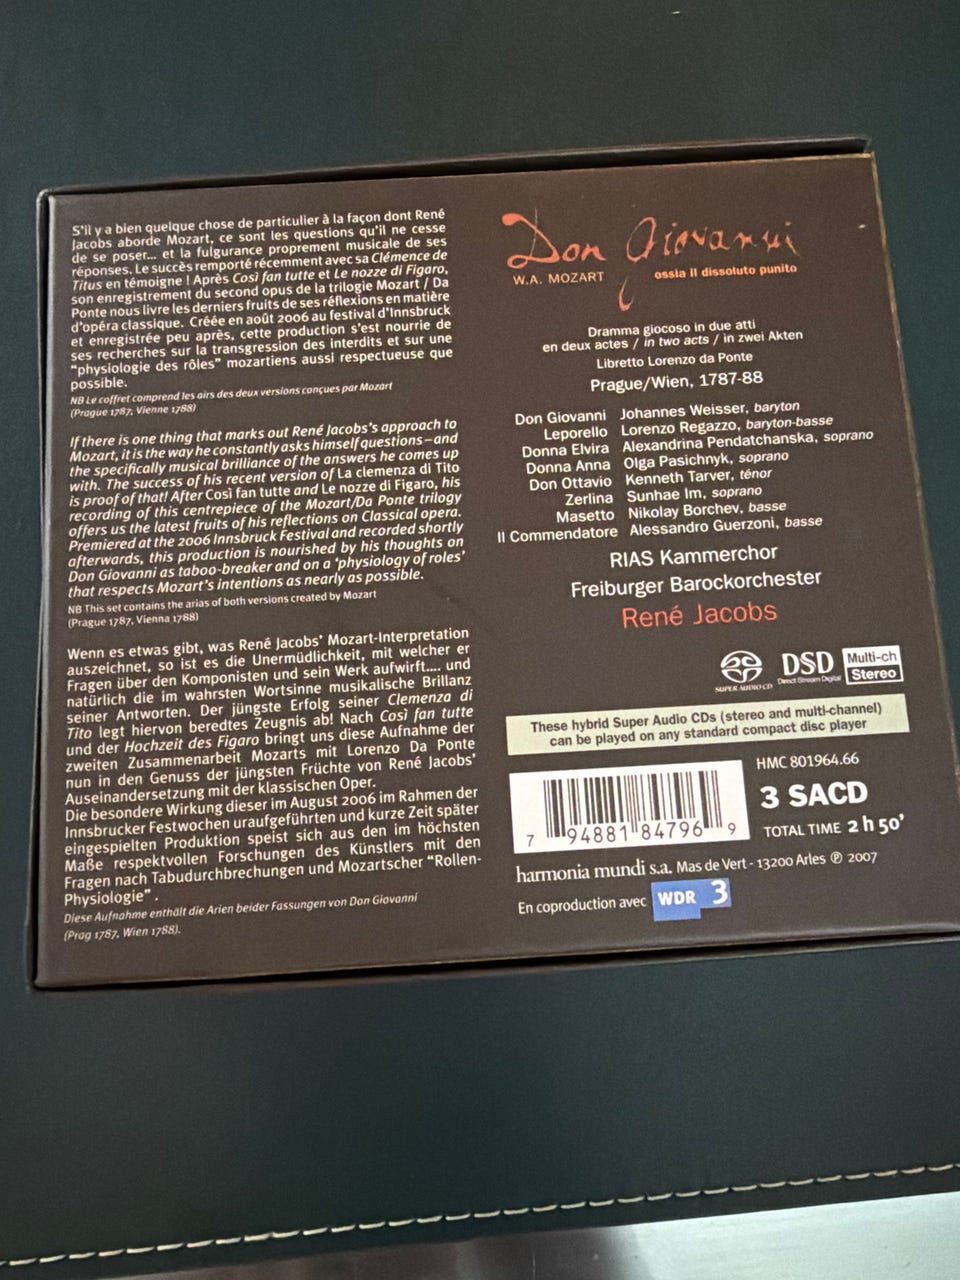 S'il y a bien quelque chose de particulier à la façon dont René
Jacobs aborde Mozart, ce sont les questions qu'il ne cesse
de se poser... et la fulgurance proprement musicale de ses
réponses. Le succès remporté récemment avec sa Clémence de
Titus en témoigne ! Après Così fan tutte et Le nozze di Figaro,
son enregistrement du second opus de la trilogie Mozart / Da
Ponte nous livre les derniers fruits de ses réflexions en matière
d'opéra classique. Créée en août 2006 au festival d'Innsbruck
et enregistrée peu après, cette production s'est nourrie de
ses recherches sur la transgression des interdits et sur une
"physiologie des rôles" mozartiens aussi respectueuse que
possible.
NB Le coffret comprend les airs des deux versions conçues par Mozart
(Prague 1787, Vienne 1788)
If there is one thing that marks out René Jacobs's approach to
Mozart, it is the way he constantly asks himself questions – and
the specifically musical brilliance of the answers he comes up
with. The success of his recent version of La clemenza di Tito
is proof of that! After Così fan tutte and Le nozze di Figaro, his
recording of this centrepiece of the Mozart/Da Ponte trilogy
offers us the latest fruits of his reflections on Classical opera.
Premiered at the 2006 Innsbruck Festival and recorded shortly
afterwards, this production is nourished by his thoughts on
Don Giovanni as taboo-breaker and on a 'physiology of roles'
that respects Mozart's intentions as nearly as possible.
NB This set contains the arias of both versions created by Mozart
(Prague 1787, Vienna 1788)
Wenn es etwas gibt, was René Jacobs' Mozart-Interpretation
auszeichnet, so ist es die Unermüdlichkeit, mit welcher er
Fragen über den Komponisten und sein Werk aufwirft.... und
natürlich die im wahrsten Wortsinne musikalische Brillanz
seiner Antworten. Der jüngste Erfolg seiner Clemenza di
Tito legt hiervon beredtes Zeugnis ab! Nach Così fan tutte
und der Hochzeit des Figaro bringt uns diese Aufnahme der
zweiten Zusammenarbeit Mozarts mit Lorenzo Da Ponte
nun in den Genuss der jüngsten Früchte von René Jacobs'
Auseinandersetzung mit der klassischen Oper.
Die besondere Wirkung dieser im August 2006 im Rahmen der
Innsbrucker Festwochen uraufgeführten und kurze Zeit später
eingespielten Produktion speist sich aus den im höchsten
Maße respektvollen Forschungen des Künstlers mit den
Fragen nach Tabudurchbrechungen und Mozartscher "Rollen-
Physiologie" .
Diese Aufnahme enthält die Arien beider Fassungen von Don Giovanni
(Prag 1787, Wien 1788).
Don Giovanni
W.A. MOZART ossia il dissoluto punito
Dramma giocoso in due atti
en deux actes / in two acts / in zwei Akten
Libretto Lorenzo da Ponte
Prague/Wien, 1787-88
Don Giovanni Johannes Weisser, baryton
Leporello Lorenzo Regazzo, baryton-basse
Donna Elvira Alexandrina Pendatchanska, soprano
Donna Anna Olga Pasichnyk, soprano
Don Ottavio Kenneth Tarver, ténor
Zerlina Sunhae Im, soprano
Masetto Nikolay Borchev, basse
Il Commendatore Alessandro Guerzoni, basse
RIAS Kammerchor
Freiburger Barockorchester
René Jacobs
SUPER AUDIO CD
DSD
Direct Stream Digital
Multi-ch
Stereo
These hybrid Super Audio CDs (stereo and multi-channel)
can be played on any standard compact disc player
HMC 801964.66
3 SACD
TOTAL TIME 2 h 50'
7 94881 84796 9
harmonia mundi s.a. Mas de Vert - 13200 Arles ℗ 2007
En coproduction avec WDR 3